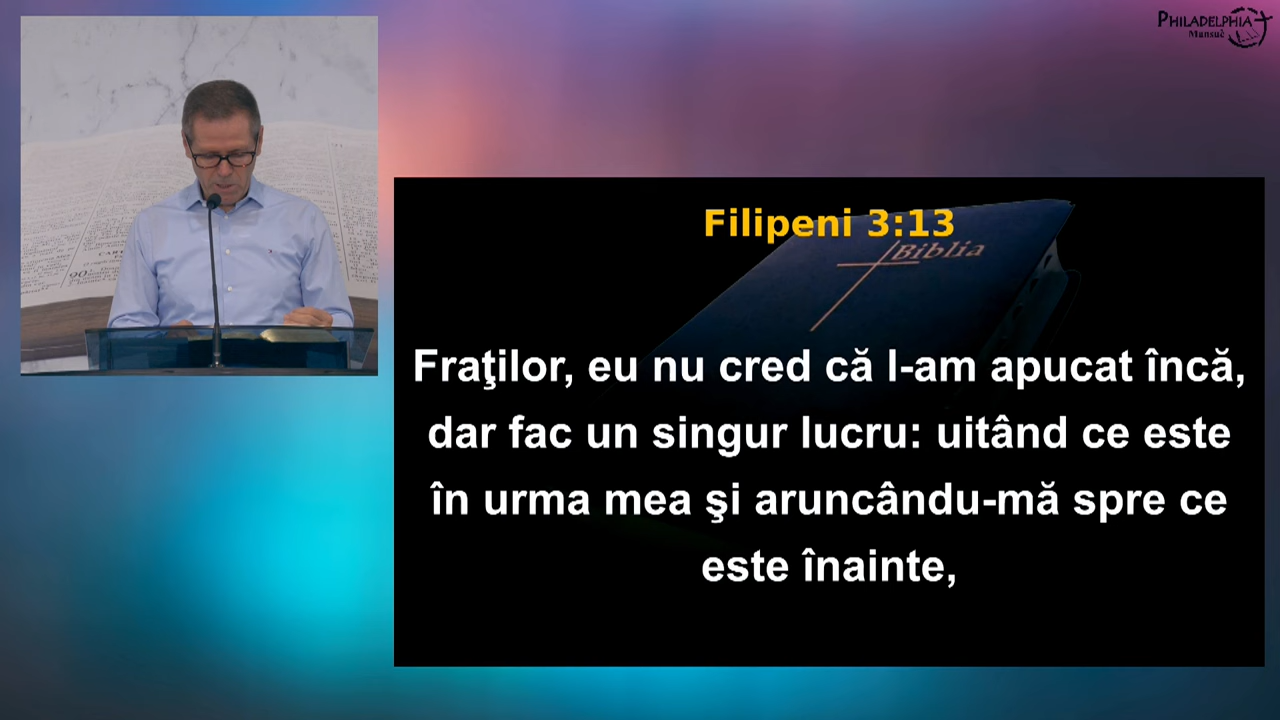 PHILADELPHIA
Mansuè
Filipeni 3:13
Biblia
Fraţilor, eu nu cred că l-am apucat încă,
dar fac un singur lucru: uitând ce este
în urma mea şi aruncându-mă spre ce
este înainte,
90